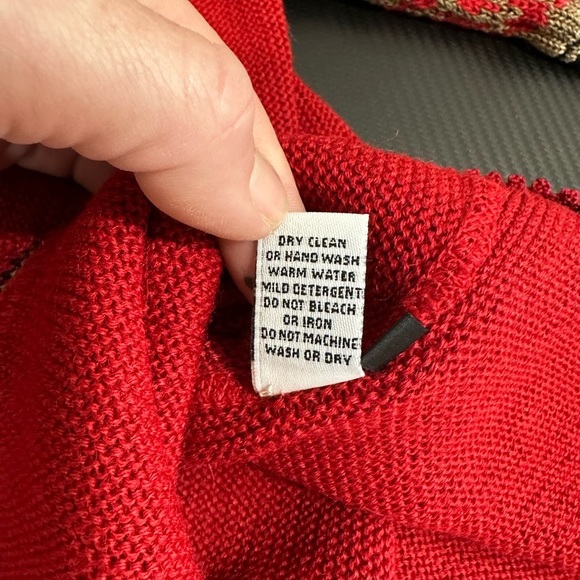 DRY CLEAN
OR HAND WASH
WARM WATER
MILD DETERGENT
DO NOT BLEACH
OR IRON
DO NOT MACHINE
WASH OR DRY